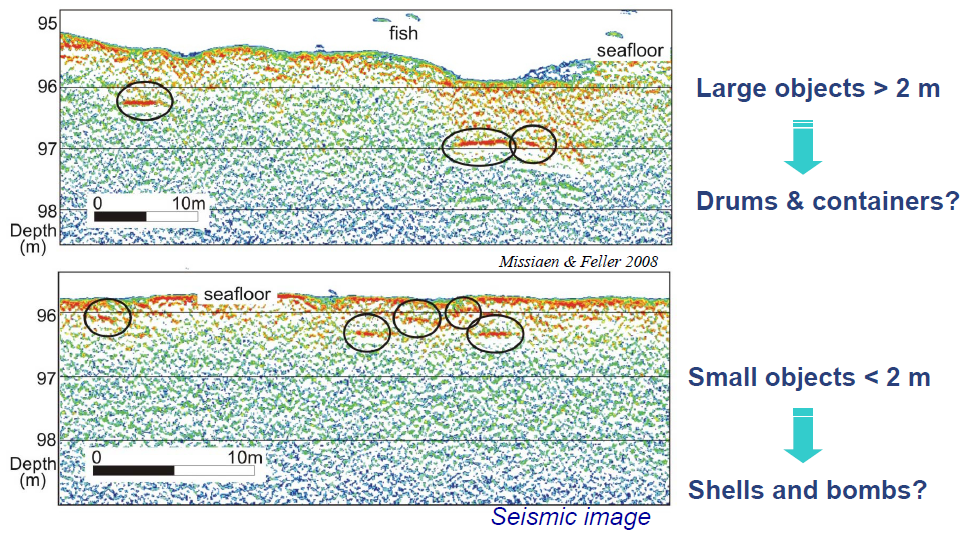 95
fish
seafloor
96
97
0 10m
98
Depth
(m)
Missiaen & Feller 2008
Large objects > 2 m
Drums & containers?
seafloor
96
97
98
0 10m
Depth
(m)
Seismic image
Small objects < 2 m
Shells and bombs?